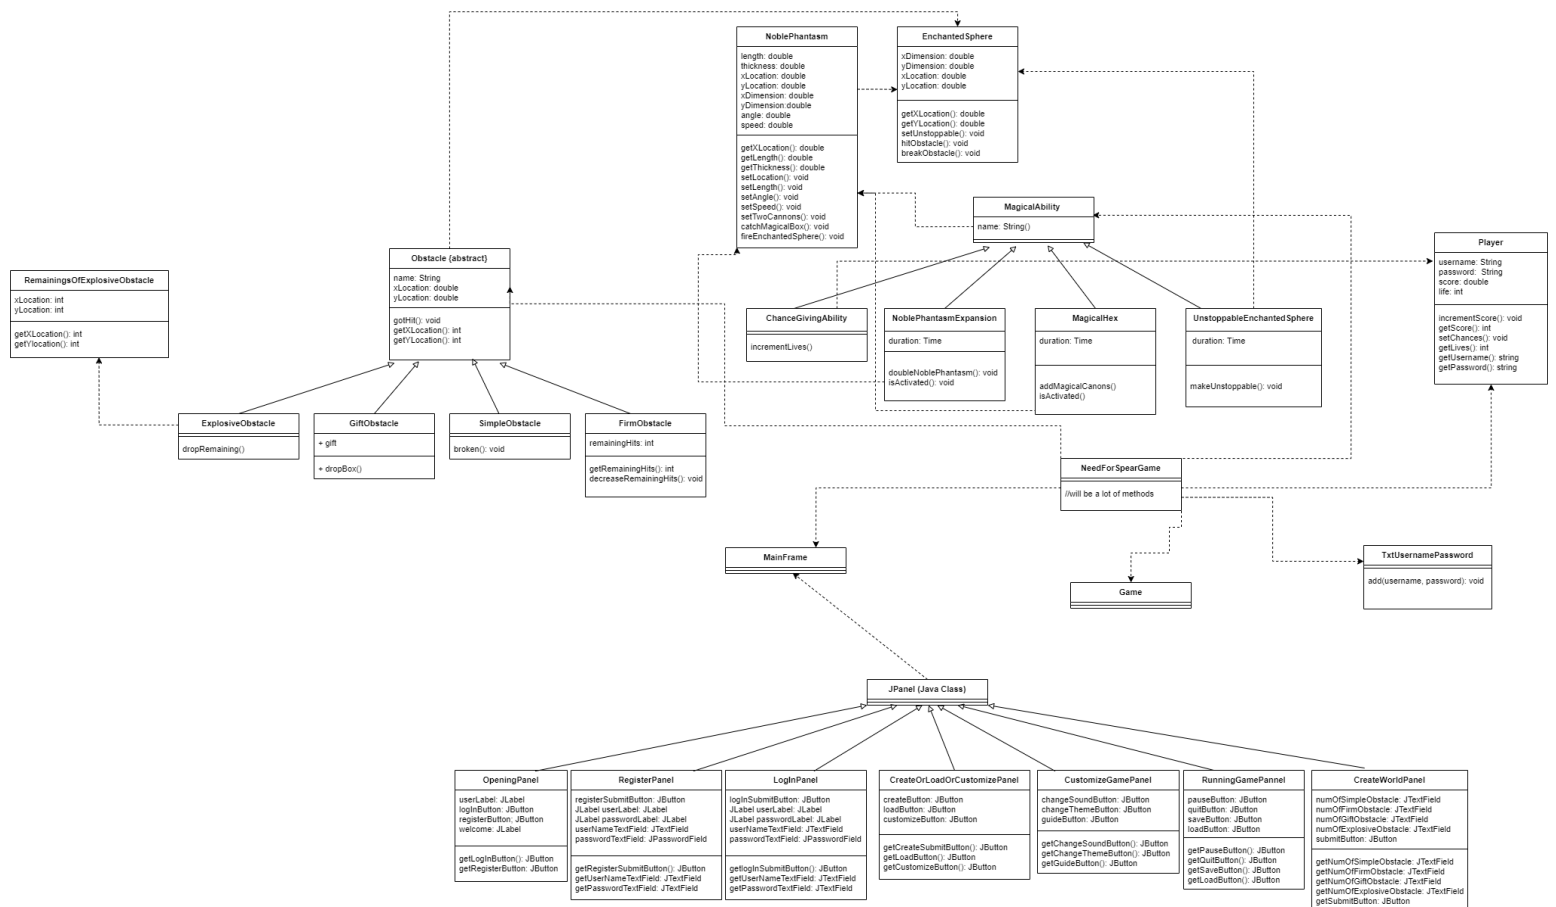 NoblePhantasm
length: double
thickness: double
xLocation: double
yLocation: double
xDimension: double
yDimension:double
angle: double
speed: double
getXLocation(): double
getLength(): double
getThickness(): double
setLocation(): void
setLength(): void
setAngle(): void
setSpeed(): void
setTwoCannons(): void
catchMagicalBox(): void
fireEnchantedSphere(): void
EnchantedSphere
xDimension: double
yDimension: double
xLocation: double
yLocation: double
getXLocation(): double
getYLocation(): double
setUnstoppable(): void
hitObstacle(): void
breakObstacle(): void
MagicalAbility
name: String()
Player
username: String
password: String
score: double
life: int
incrementScore(): void
getScore(): int
setChances(): void
getLives(): int
getUsername(): string
getPassword(): string
Obstacle {abstract}
name: String
xLocation: double
yLocation: double
gotHit(): void
getXLocation(): int
getYLocation(): int
RemainingsOfExplosiveObstacle
xLocation: int
yLocation: int
getXLocation(): int
getYlocation(): int
ChanceGivingAbility
incrementLives()
NoblePhantasmExpansion
duration: Time
doubleNoblePhantasm(): void
isActivated(): void
MagicalHex
duration: Time
addMagicalCanons()
isActivated()
UnstoppableEnchantedSphere
duration: Time
makeUnstoppable(): void
ExplosiveObstacle
dropRemaining()
GiftObstacle
+ gift
+ dropBox()
SimpleObstacle
broken(): void
FirmObstacle
remainingHits: int
getRemainingHits(): int
decreaseRemainingHits(): void
NeedForSpearGame
//will be a lot of methods
MainFrame
Game
TxtUsernamePassword
add(username, password): void
JPanel (Java Class)
OpeningPanel
userLabel: JLabel
logInButton: JButton
registerButton; JButton
welcome: JLabel
getLogInButton(): JButton
getRegisterButton: JButton
RegisterPanel
registerSubmitButton: JButton
JLabel userLabel: JLabel
JLabel passwordLabel: JLabel
userNameTextField: JTextField
passwordTextField: JPasswordField
getRegisterSubmitButton(): JButton
getUserNameTextField: JTextField
getPasswordTextField: JTextField
LogInPanel
logInSubmitButton: JButton
JLabel userLabel: JLabel
JLabel passwordLabel: JLabel
userNameTextField: JTextField
passwordTextField: JPasswordField
getlogInSubmitButton(): JButton
getUserNameTextField: JTextField
getPasswordTextField: JTextField
CreateOrLoadOrCustomizePanel
createButton: JButton
loadButton: JButton
customizeButton: JButton
getCreateSubmitButton(): JButton
getLoadButton(): JButton
getCustomizeButton(): JButton
CustomizeGamePanel
changeSoundButton: JButton
changeThemeButton: JButton
guideButton: JButton
getChangeSoundButton(): JButton
getChangeThemeButton(): JButton
getGuideButton(): JButton
RunningGamePannel
pauseButton: JButton
quitButton: JButton
saveButton: JButton
loadButton: JButton
getPauseButton(): JButton
getQuitButton(): JButton
getSaveButton(): JButton
getLoadButton(): JButton
CreateWorldPanel
numOfSimpleObstacle: JTextField
numOfFirmObstacle: JTextField
numOfGiftObstacle: JTextField
numOfExplosiveObstacle: JTextField
submitButton: JButton
getNumOfSimpleObstacle: JTextField
getNumOfFirmObstacle: JTextField
getNumOfGiftObstacle: JTextField
getNumOfExplosiveObstacle: JTextField
getSubmitButton: JButton